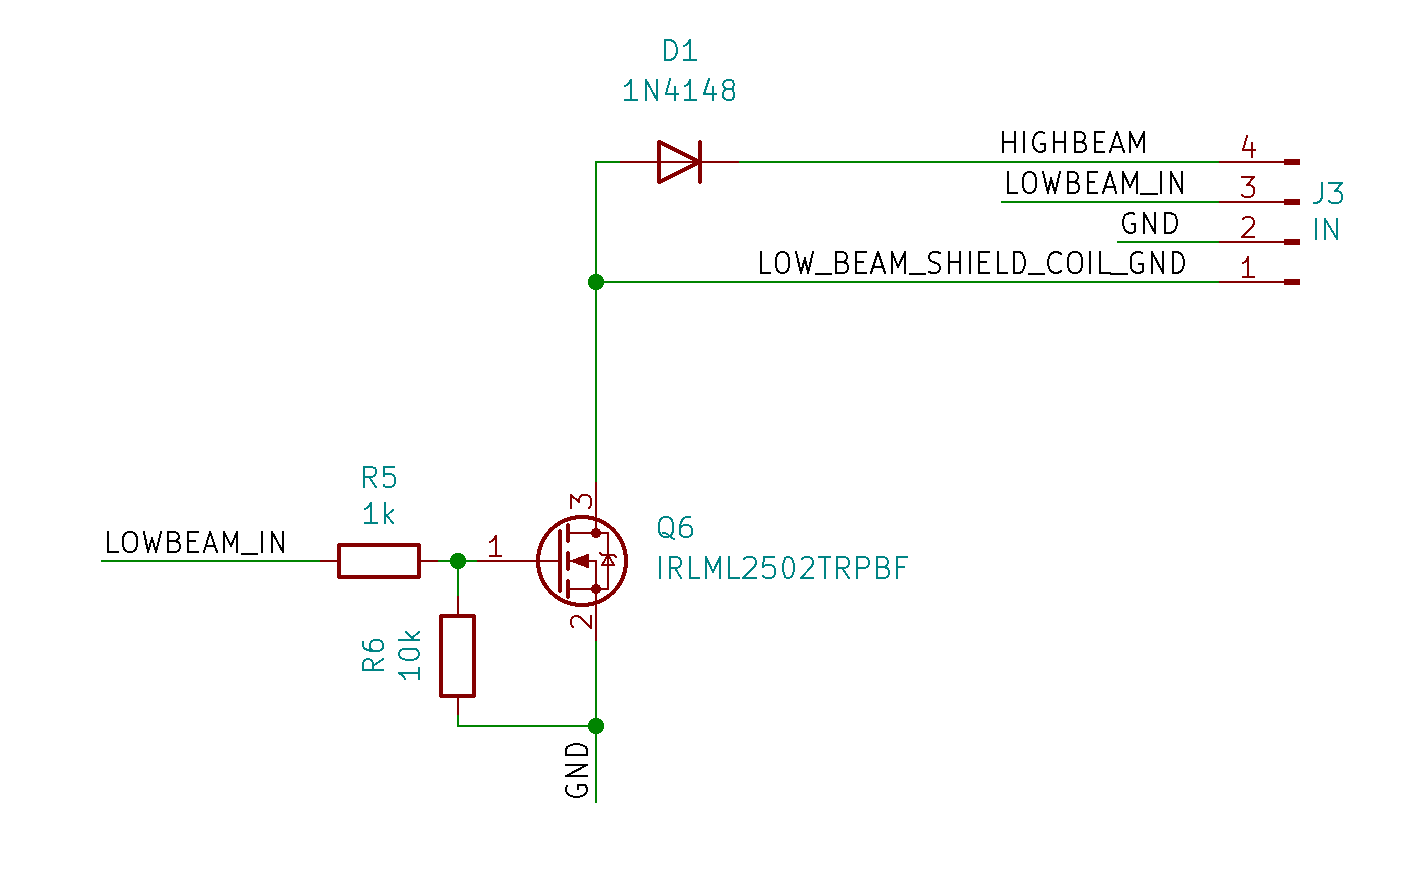 D1
1N4148
HIGHBEAM 4
LOWBEAM_IN 3
GND 2
LOW_BEAM_SHIELD_COIL_GND 1
J3
IN
R5
1k
LOWBEAM_IN
1
3
2
Q6
IRLML2502TRPBF
R6
10k
GND